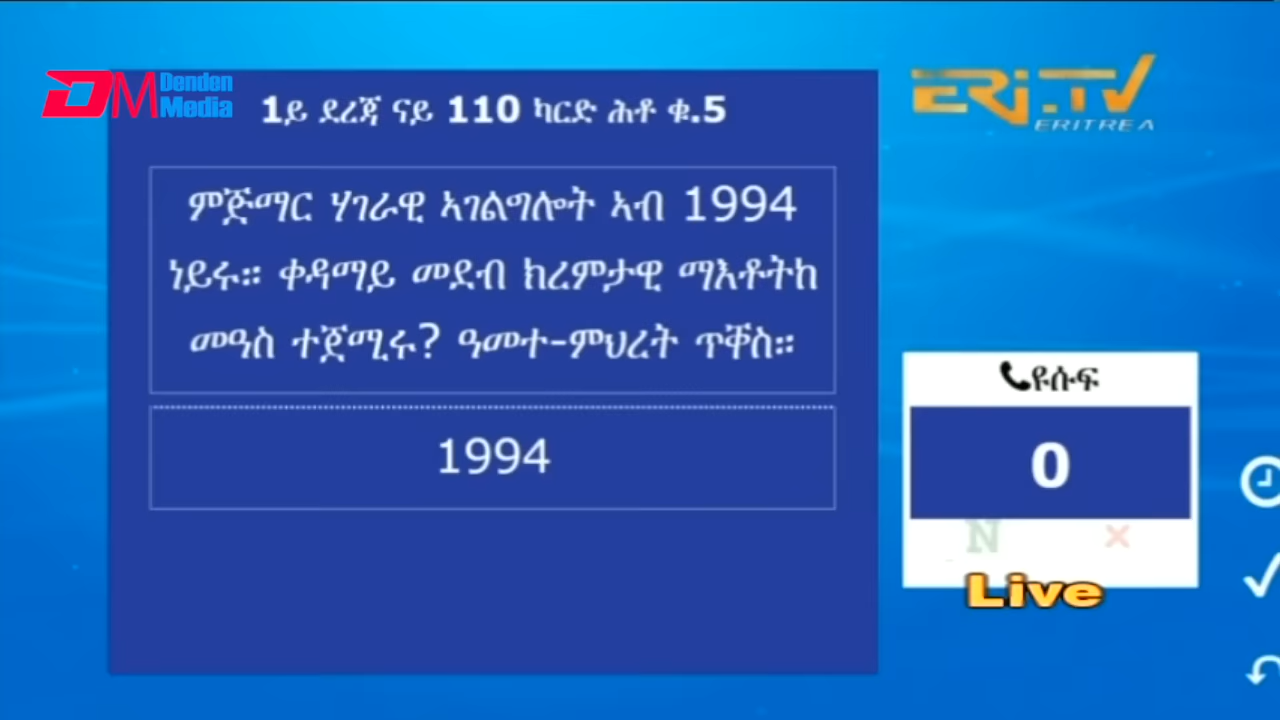 DM Denden Media
1ይ ደረጃ ናይ 110 ካርድ ሕቶ ቁ.5
ERi.TV
ERITREA
ምጅማር ሃገራዊ ኣገልግሎት ኣብ 1994
ነይሩ። ቀዳማይ መደብ ክረምታዊ ማእቶትከ
መዓስ ተጀሚሩ? ዓመተ-ምህረት ጥቐስ።
1994
ዩሱፍ
0
N
Live